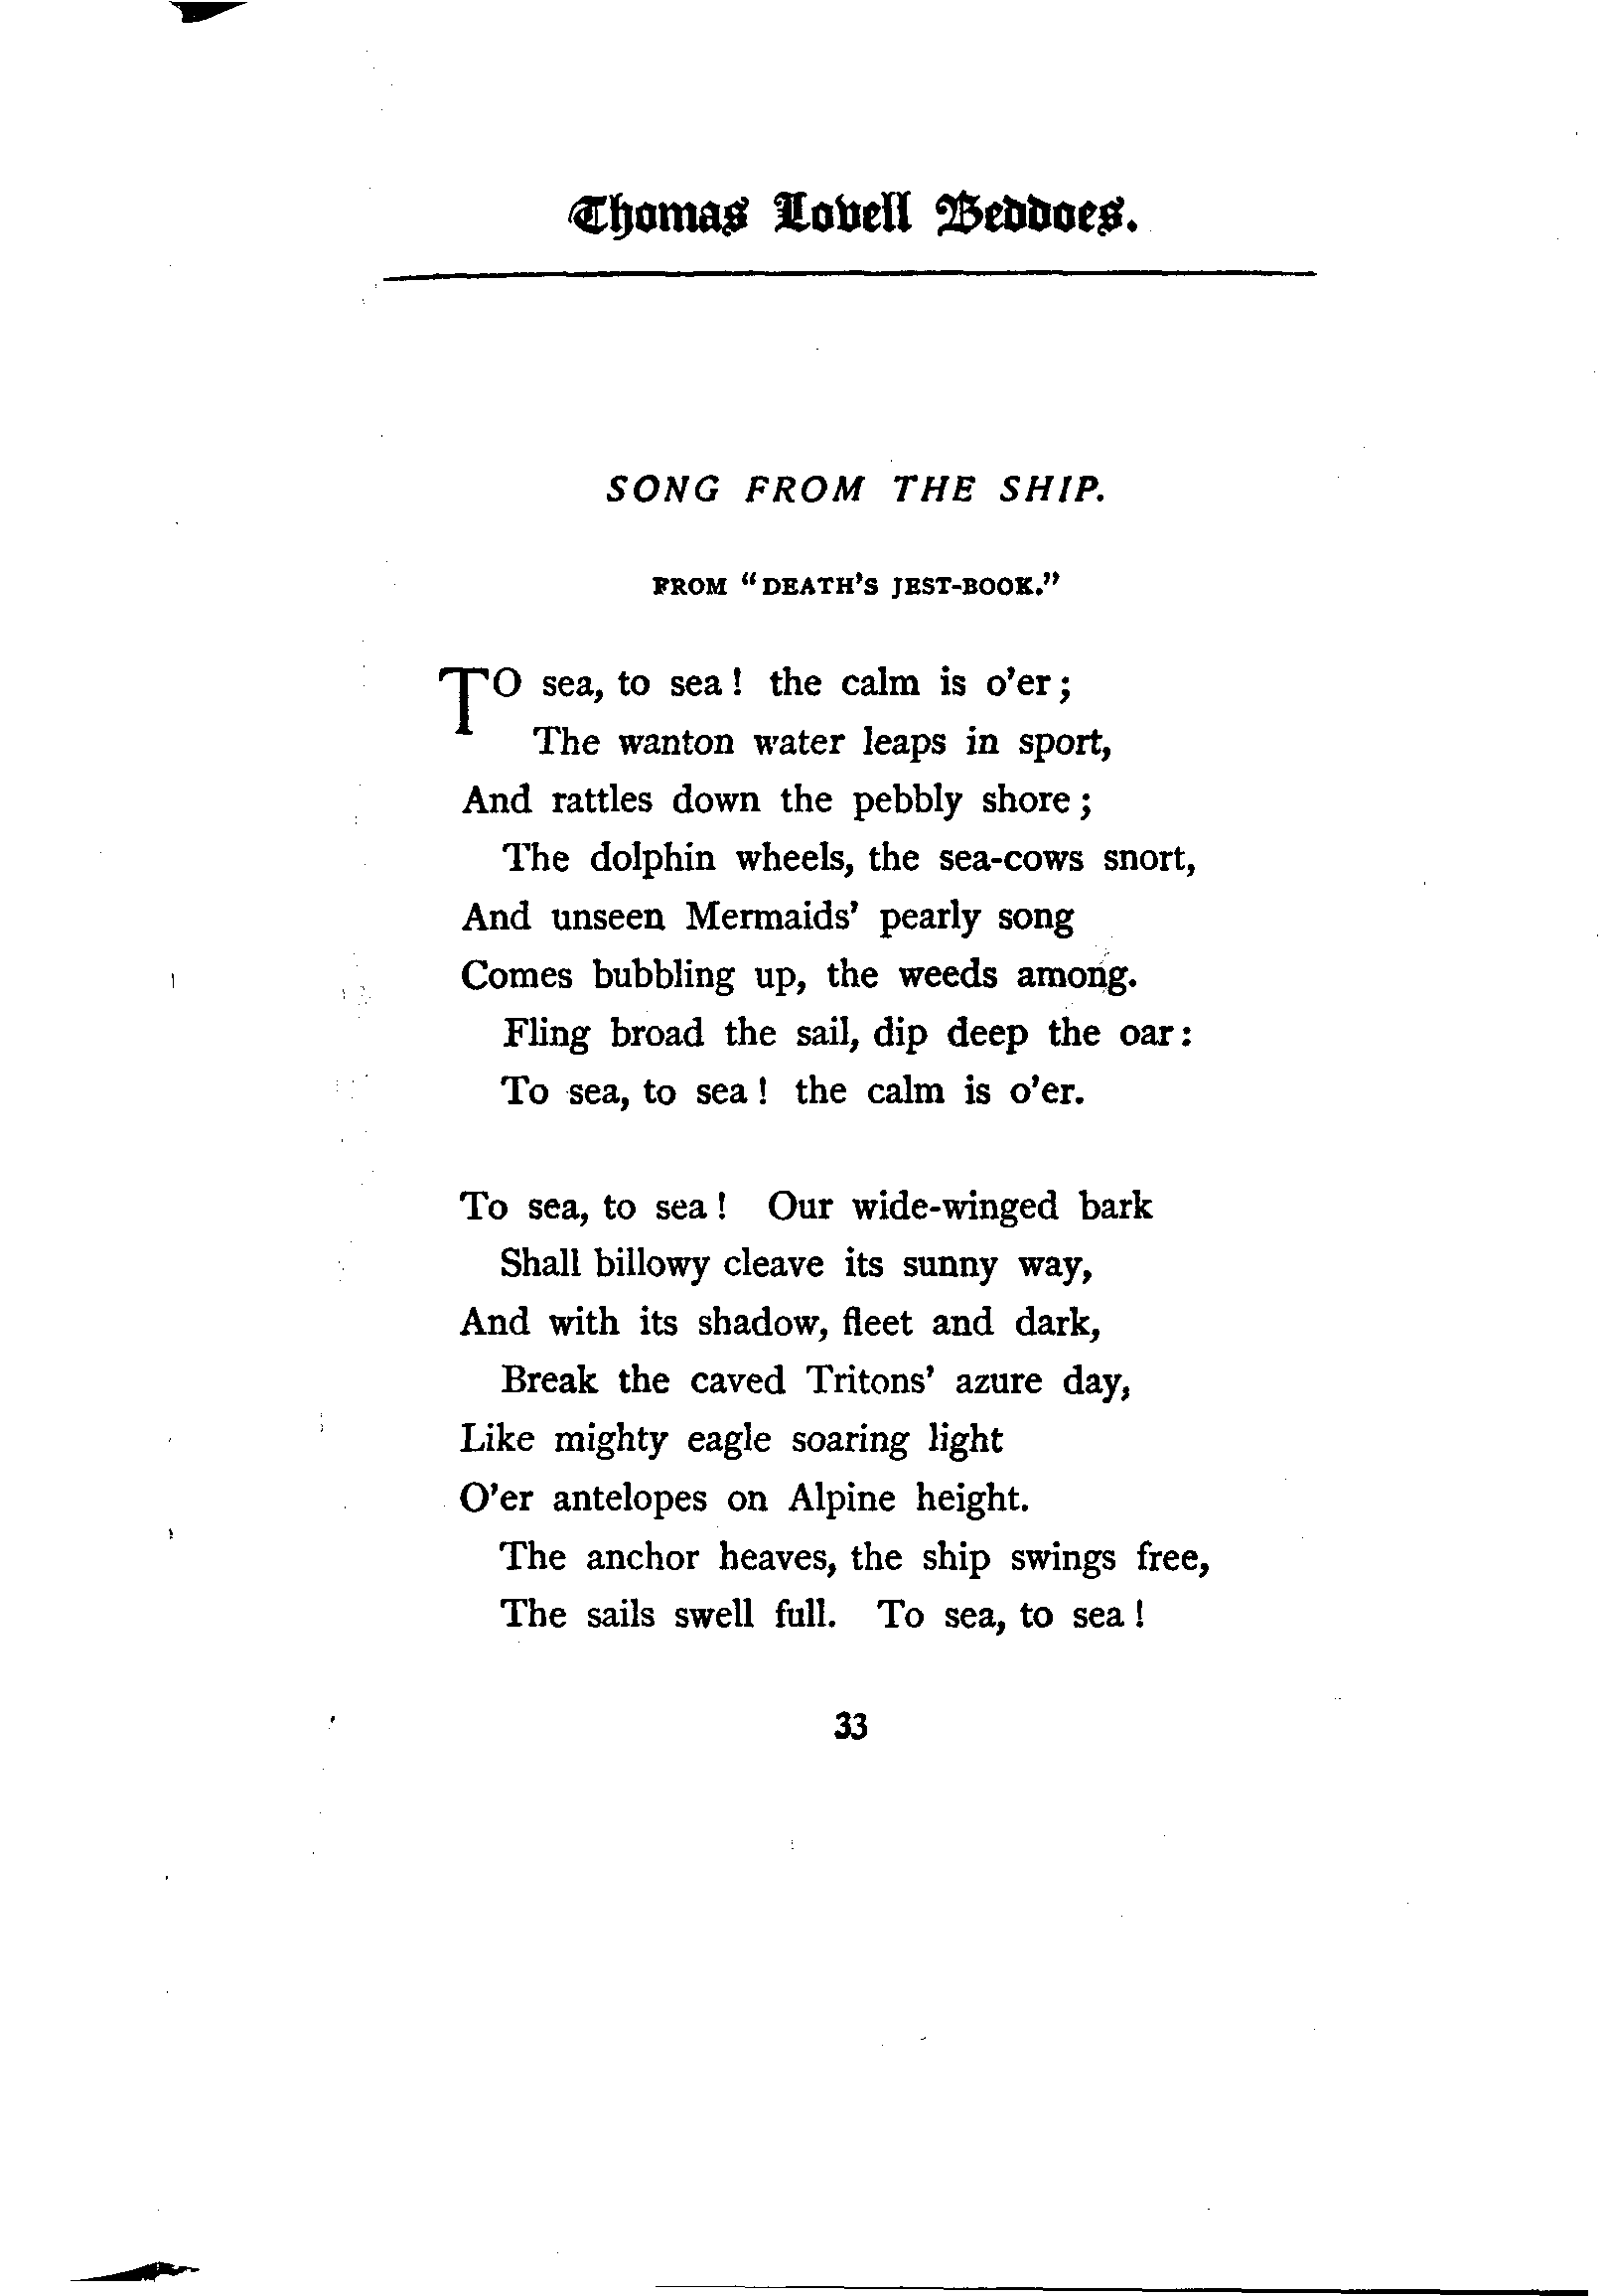 Thomas Lovell Beddoes.
SONG FROM THE SHIP.
FROM "DEATH'S JEST-BOOK."
TO sea, to sea! the calm is o'er;
The wanton water leaps in sport,
And rattles down the pebbly shore;
The dolphin wheels, the sea-cows snort,
And unseen Mermaids' pearly song
Comes bubbling up, the weeds among.
Fling broad the sail, dip deep the oar:
To sea, to sea! the calm is o'er.
To sea, to sea! Our wide-winged bark
Shall billowy cleave its sunny way,
And with its shadow, fleet and dark,
Break the caved Tritons' azure day,
Like mighty eagle soaring light
O'er antelopes on Alpine height.
The anchor heaves, the ship swings free,
The sails swell full. To sea, to sea!
33